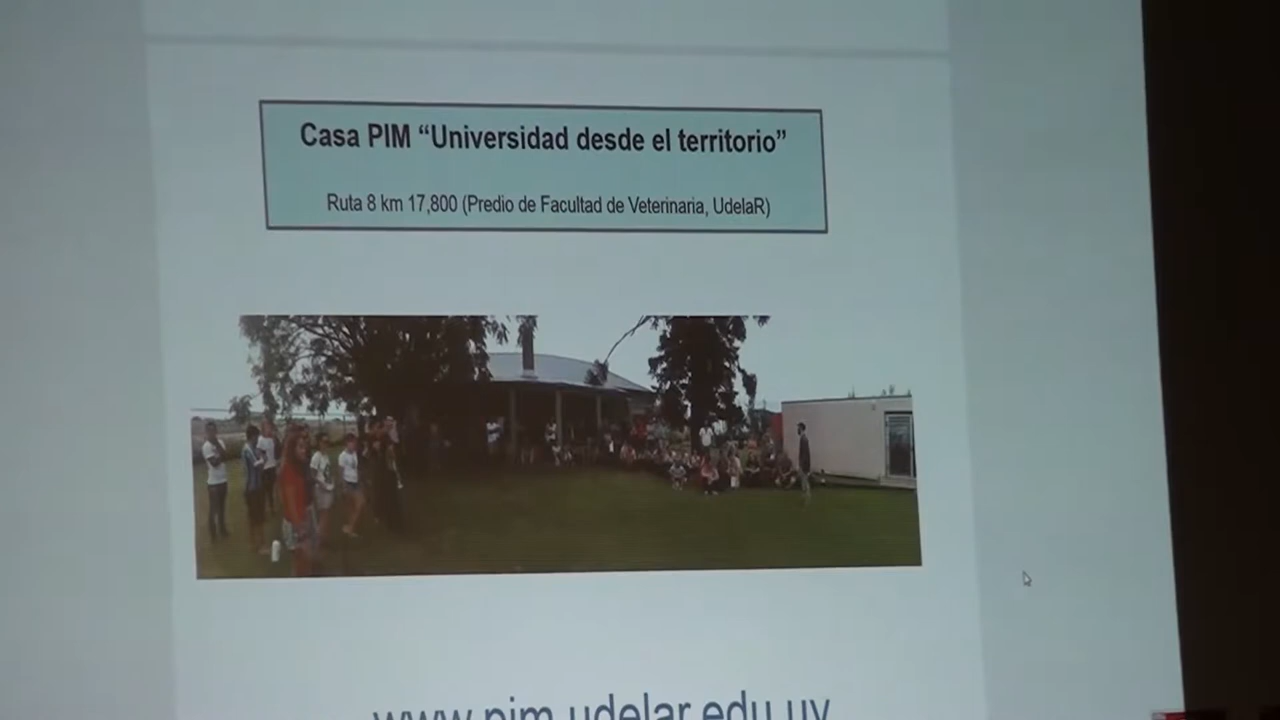 Casa PIM “Universidad desde el territorio”
Ruta 8 km 17,800 (Predio de Facultad de Veterinaria, UdelaR)
www.pim.udelar.edu.uy